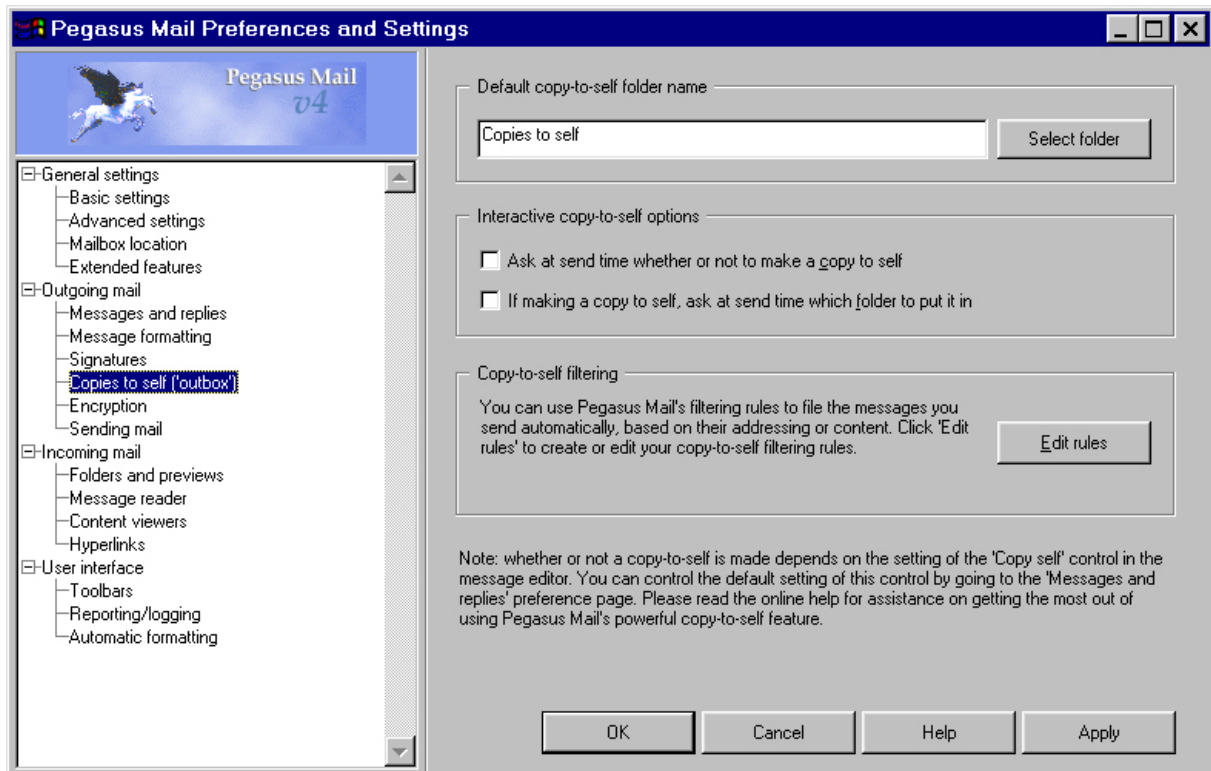 Pegasus Mail Preferences and Settings
Pegasus Mail
v4
General settings
Basic settings
Advanced settings
Mailbox location
Extended features
Outgoing mail
Messages and replies
Message formatting
Signatures
Copies to self ('outbox')
Encryption
Sending mail
Incoming mail
Folders and previews
Message reader
Content viewers
Hyperlinks
User interface
Toolbars
Reporting/logging
Automatic formatting
Default copy-to-self folder name
Copies to self
Select folder
Interactive copy-to-self options
Ask at send time whether or not to make a copy to self
If making a copy to self, ask at send time which folder to put it in
Copy-to-self filtering
You can use Pegasus Mail's filtering rules to file the messages you
send automatically, based on their addressing or content. Click 'Edit
rules' to create or edit your copy-to-self filtering rules.
Edit rules
Note: whether or not a copy-to-self is made depends on the setting of the 'Copy self' control in the
message editor. You can control the default setting of this control by going to the 'Messages and
replies' preference page. Please read the online help for assistance on getting the most out of
using Pegasus Mail's powerful copy-to-self feature.
OK
Cancel
Help
Apply